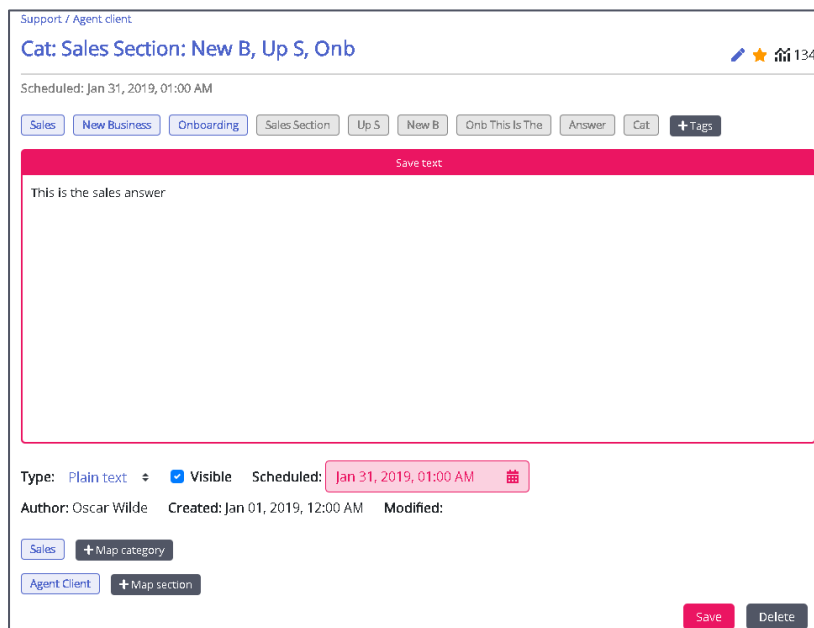 Support / Agent client
Cat: Sales Section: New B, Up S, Onb
134
Scheduled: Jan 31, 2019, 01:00 AM
Sales New Business Onboarding Sales Section Up S New B Onb This Is The Answer Cat + Tags
Save text
This is the sales answer
Type: Plain text Visible Scheduled: Jan 31, 2019, 01:00 AM
Author: Oscar Wilde Created: Jan 01, 2019, 12:00 AM Modified:
Sales + Map category
Agent Client + Map section
Save Delete